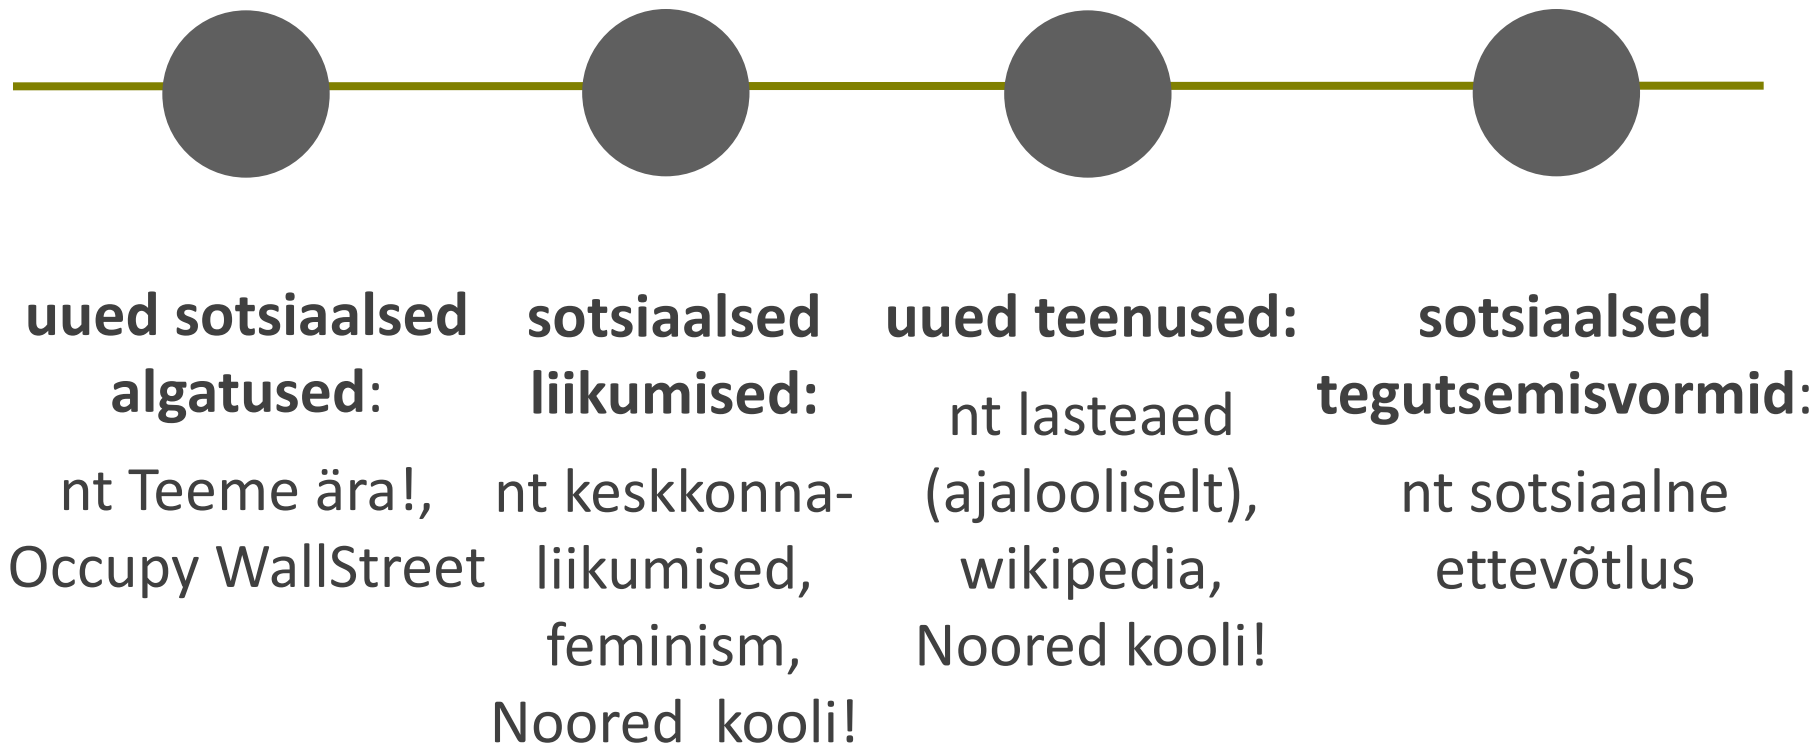 uued sotsiaalsed
algatused:
nt Teeme ära!,
Occupy WallStreet
sotsiaalsed
liikumised:
nt keskkonna-
liikumised,
feminism,
Noored kooli!
uued teenused:
nt lasteaed
(ajalooliselt),
wikipedia,
Noored kooli!
sotsiaalsed
tegutsemisvormid:
nt sotsiaalne
ettevõtlus